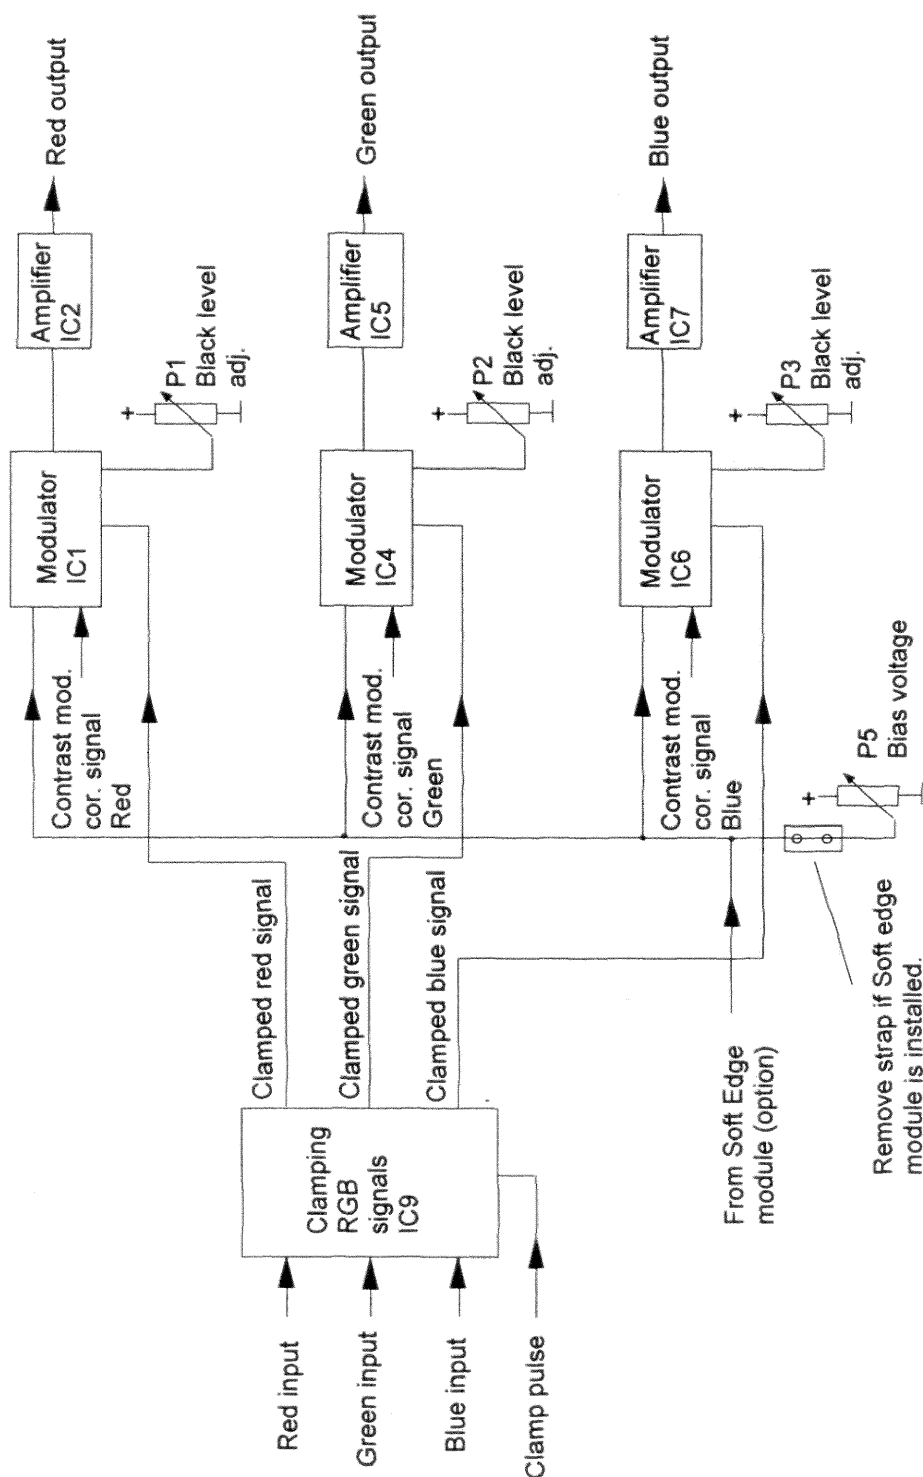 Red input
Green input
Blue input
Clamp pulse
Clamping
RGB
signals
IC9
Clamped red signal
Clamped green signal
Clamped blue signal
From Soft Edge
module (option)
Remove strap if Soft edge
module is installed.
Contrast mod.
cor. signal
Red
Contrast mod.
cor. signal
Green
Contrast mod.
cor. signal
Blue
+
P5
Bias voltage
Modulator
IC1
+
P1
Black level
adj.
Amplifier
IC2
Red output
Modulator
IC4
+
P2
Black level
adj.
Amplifier
IC5
Green output
Modulator
IC6
+
P3
Black level
adj.
Amplifier
IC7
Blue output